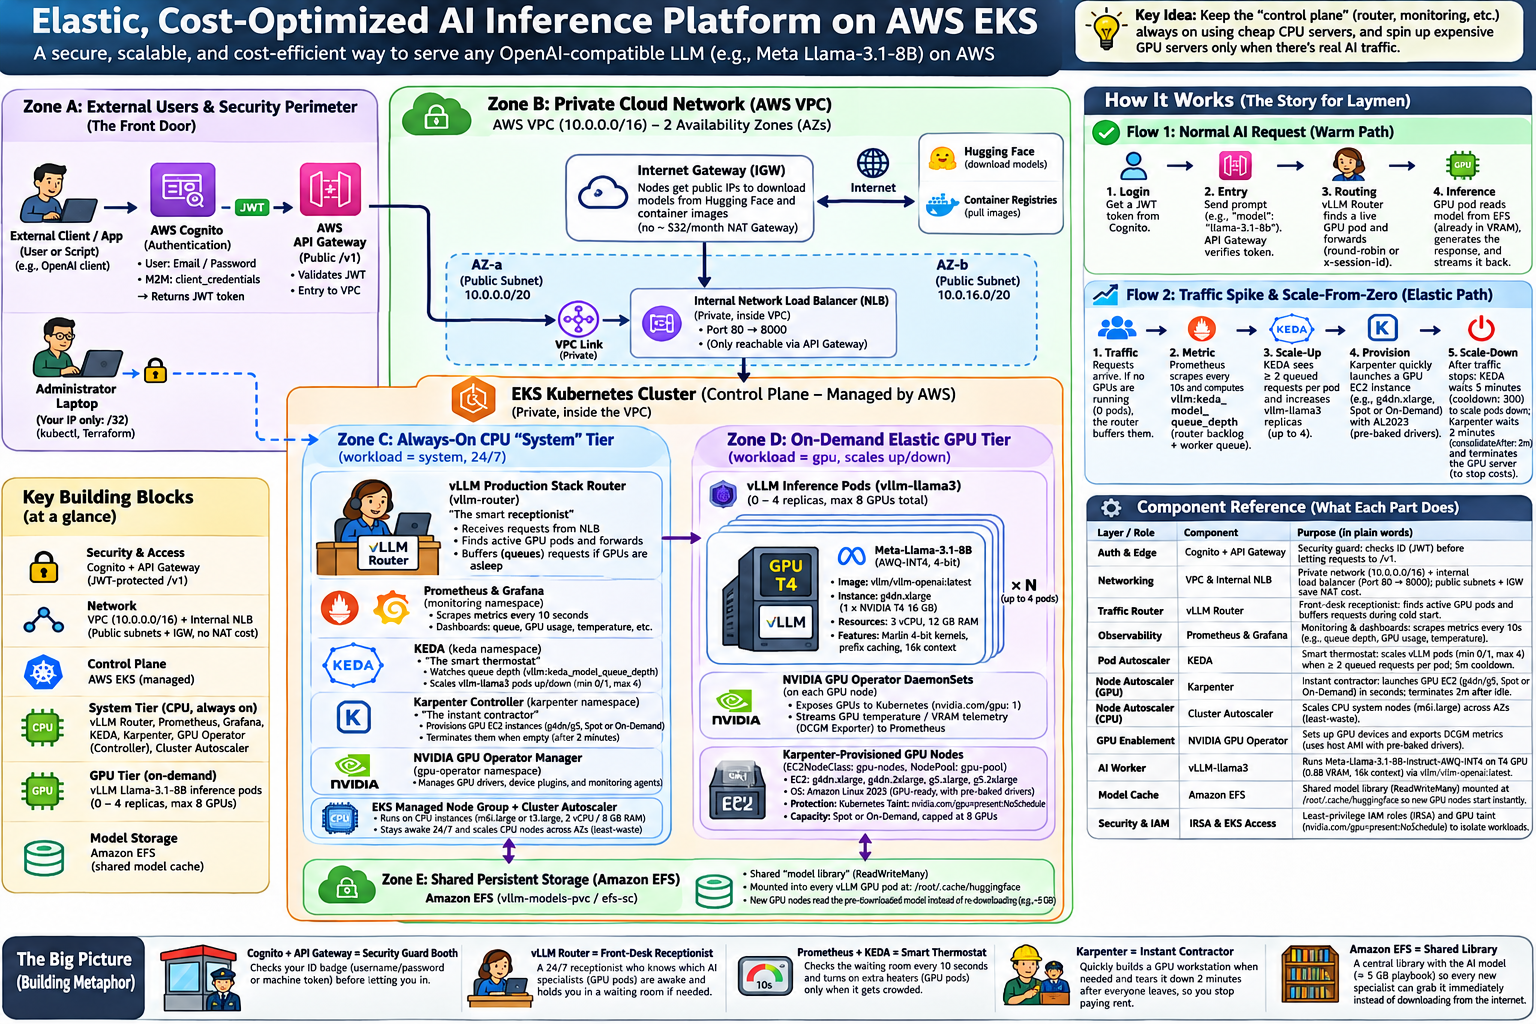 Elastic, Cost-Optimized AI Inference Platform on AWS EKS
A secure, scalable, and cost-efficient way to serve any OpenAI-compatible LLM (e.g., Meta Llama-3.1-8B) on AWS
Key Idea: Keep the “control plane” (router, monitoring, etc.)
always on using cheap CPU servers, and spin up expensive
GPU servers only when there’s real AI traffic.
Zone A: External Users & Security Perimeter
(The Front Door)
External Client / App
(User or Script)
(e.g., OpenAI client)
AWS Cognito
(Authentication)
• User: Email / Password
• M2M: client_credentials
→ Returns JWT token
JWT
AWS
API Gateway
(Public /v1)
• Validates JWT
• Entry to VPC
Administrator
Laptop
(Your IP only: /32)
(kubectl, Terraform)
Zone B: Private Cloud Network (AWS VPC)
AWS VPC (10.0.0.0/16) – 2 Availability Zones (AZs)
Internet Gateway (IGW)
Nodes get public IPs to download
models from Hugging Face and
container images
(no ~ S32/month NAT Gateway)
Internet
Hugging Face
(download models)
Container Registries
(pull images)
AZ-a
(Public Subnet)
10.0.0.0/20
AZ-b
(Public Subnet)
10.0.16.0/20
VPC Link
(Private)
Internal Network Load Balancer (NLB)
(Private, inside VPC)
• Port 80 → 8000
• (Only reachable via API Gateway)
EKS Kubernetes Cluster (Control Plane – Managed by AWS)
(Private, inside the VPC)
Zone C: Always-On CPU “System” Tier
(workload = system, 24/7)
vLLM
Router
vLLM Production Stack Router
(vllm-router)
“The smart receptionist”
• Receives requests from NLB
• Finds active GPU pods and forwards
• Buffers (queues) requests if GPUs are
asleep
Prometheus & Grafana
(monitoring namespace)
• Scrapes metrics every 10 seconds
• Dashboards: queue, GPU usage, temperature, etc.
KEDA
KEDA (keda namespace)
• “The smart thermostat”
• Watches queue depth (vllm:keda_model_queue_depth)
• Scales vllm-llama3 pods up/down (min 0/1, max 4)
K
Karpenter Controller (karpenter namespace)
• “The instant contractor”
• Provisions GPU EC2 instances (g4dn/g5, Spot or On-Demand)
• Terminates them when empty (after 2 minutes)
NVIDIA
NVIDIA GPU Operator Manager
(gpu-operator namespace)
• Manages GPU drivers, device plugins, and monitoring agents)
CPU
EKS Managed Node Group + Cluster Autoscaler
• Runs on CPU instances (m6i.large or t3.large, 2 vCPU / 8 GB RAM)
• Stays awake 24/7 and scales CPU nodes across AZs (least-waste)
Zone D: On-Demand Elastic GPU Tier
(workload = gpu, scales up/down)
vLLM Inference Pods (vllm-llama3)
(0 – 4 replicas, max 8 GPUs total)
GPU
T4
vLLM
Meta-Llama-3.1-8B
(AWQ-INT4, 4-bit)
• Image: vllm/vllm-openai:latest
• Instance: g4dn.xlarge
(1 x NVIDIA T4 16 GB)
• Resources: 3 vCPU, 12 GB RAM
• Features: Marlin 4-bit kernels,
prefix caching, 16k context
× N
(up to 4 pods)
NVIDIA
NVIDIA GPU Operator DaemonSets
(on each GPU node)
• Exposes GPUs to Kubernetes (nvidia.com/gpu: 1)
• Streams GPU temperature / VRAM telemetry
(DCGM Exporter) to Prometheus
Karpenter-Provisioned GPU Nodes
(EC2NodeClass: gpu-nodes, NodePool: gpu-pool)
• EC2: g4dn.xlarge, g4dn.2xlarge, g5.xlarge, g5.2xlarge
• OS: Amazon Linux 2023 (GPU-ready, with pre-baked drivers)
• Protection: Kubernetes Taint: nvidia.com/gpu=present:NoSchedule
• Capacity: Spot or On-Demand, capped at 8 GPUs
Zone E: Shared Persistent Storage (Amazon EFS)
Amazon EFS (vllm-models-pvc / efs-sc)
• Shared “model library” (ReadWriteMany)
• Mounted into every vLLM GPU pod at: /root/.cache/huggingface
• New GPU nodes read the pre-downloaded model instead of re-downloading (e.g., ~5 GB)
Key Building Blocks
(at a glance)
Security & Access
Cognito + API Gateway
(JWT-protected /v1)
Network
VPC (10.0.0.0/16) + Internal NLB
(Public subnets + IGW, no NAT cost)
Control Plane
AWS EKS (managed)
CPU
System Tier (CPU, always on)
vLLM Router, Prometheus, Grafana,
KEDA, Karpenter, GPU Operator
(Controller), Cluster Autoscaler
GPU
GPU Tier (on-demand)
vLLM Llama-3.1-8B inference pods
(0 – 4 replicas, max 8 GPUs)
Model Storage
Amazon EFS
(shared model cache)
How It Works (The Story for Laymen)
Flow 1: Normal AI Request (Warm Path)
GPU
1. Login
Get a JWT
token from
Cognito.
2. Entry
Send prompt
(e.g., “model”:
“llama-3.1-8b”).
API Gateway
verifies token.
3. Routing
vLLM Router
finds a live
GPU pod and
forwards
(round-robin or
x-session-id).
4. Inference
GPU pod reads
model from EFS
(already in VRAM),
generates the
response, and
streams it back.
Flow 2: Traffic Spike & Scale-From-Zero (Elastic Path)
KEDA
K
1. Traffic
Requests
arrive. If no
GPUs are
running
(0 pods),
the router
buffers them.
2. Metric
Prometheus
scrapes every
10s and computes
vllm:keda_
model_
queue_depth
(router backlog
+ worker queue).
3. Scale-Up
KEDA sees
≥ 2 queued
requests per pod
and increases
vllm-llama3
replicas
(up to 4).
4. Provision
Karpenter quickly
launches a GPU
EC2 Instance
(e.g., g4dn.xlarge,
Spot or On-Demand)
with AL2023
(pre-baked drivers).
5. Scale-Down
After traffic
stops: KEDA
waits 5 minutes
(cooldown: 300)
to scale pods down;
Karpenter waits
2 minutes
(consolidateAfter: 2m)
and terminates
the GPU server
(to stop costs).
Component Reference (What Each Part Does)
Layer / Role Component Purpose (in plain words)
Auth & Edge Cognito + API Gateway Security guard: checks ID (JWT) before
letting requests to /v1.
Networking VPC & Internal NLB Private network (10.0.0.0/16) + internal
load balancer (Port 80 → 8000); public subnets + IGW
save NAT cost.
Traffic Router vLLM Router Front-desk receptionist: finds active GPU pods and
buffers requests during cold start.
Observability Prometheus & Grafana Monitoring & dashboards: scrapes metrics every 10s
(e.g., queue depth, GPU usage, temperature).
Pod Autoscaler KEDA Smart thermostat: scales vLLM pods (min 0/1, max 4)
when ≥ 2 queued requests per pod; 5m cooldown.
Node Autoscaler
(GPU) Karpenter Instant contractor: launches GPU EC2 (g4dn/g5, Spot or
On-Demand) in seconds; terminates 2m after idle.
Node Autoscaler
(CPU) Cluster Autoscaler Scales CPU system nodes (m6i.large) across AZs
(least-waste).
GPU Enablement NVIDIA GPU Operator Sets up GPU devices and exports DCGM metrics
(uses host AMI with pre-baked drivers).
AI Worker vLLM-llama3 Runs Meta-Llama-3.1-8B-Instruct-AWQ-INT4 on T4 GPU
(0.8B VRAM, 16k context) via vllm/vllm-openai:latest.
Model Cache Amazon EFS Shared model library (ReadWriteMany) mounted at
/root/.cache/huggingface so new GPU nodes start instantly.
Security & IAM IRSA & EKS Access Least-privilege IAM roles (IRSA) and GPU taint
(nvidia.com/gpu=present:NoSchedule) to isolate workloads.
The Big Picture
(Building Metaphor)
Cognito + API Gateway = Security Guard Booth
Checks your ID badge (username/password
or machine token) before letting you in.
vLLM Router = Front-Desk Receptionist
A 24/7 receptionist who knows which AI
specialists (GPU pods) are awake and
holds you in a waiting room if needed.
10s
Prometheus + KEDA = Smart Thermostat
Checks the waiting room every 10 seconds
and turns on extra heaters (GPU pods)
only when it gets crowded.
Karpenter = Instant Contractor
Quickly builds a GPU workstation when
needed and tears it down 2 minutes
after everyone leaves, so you stop
paying rent.
Amazon EFS = Shared Library
A central library with the AI model
(≈ 5 GB playbook) so every new
specialist can grab it immediately
instead of downloading from the internet.